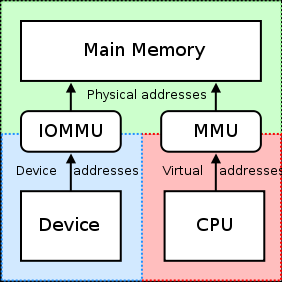 Main Memory
Physical addresses
IOMMU
MMU
Device addresses
Virtual addresses
Device
CPU